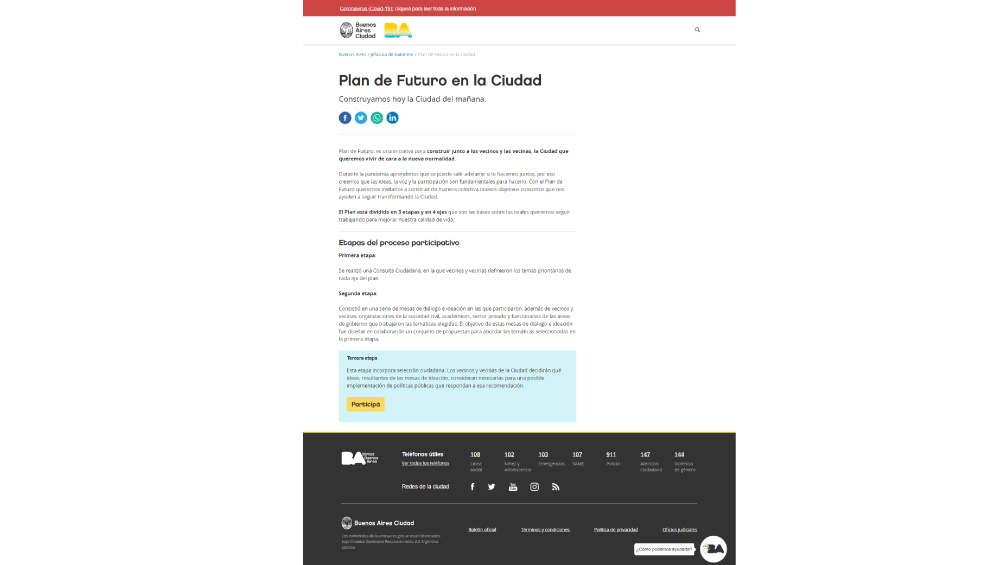 Coronavirus (Covid-19): cliqueá para leer toda la información.
Buenos Aires Ciudad
BA
Buenos Aires / Jefatura de Gabinete / Plan de Futuro en la Ciudad
Plan de Futuro en la Ciudad
Construyamos hoy la Ciudad del mañana.
Plan de Futuro, es una iniciativa para construir junto a los vecinos y las vecinas, la Ciudad que
queremos vivir de cara a la nueva normalidad.
Durante la pandemia aprendimos que se puede salir adelante si lo hacemos juntos, por eso
creemos que las ideas, la voz y la participación son fundamentales para hacerlo. Con el Plan de
Futuro queremos invitarlos a construir de manera colectiva nuevos objetivos concretos que nos
ayuden a seguir transformando la Ciudad.
El Plan está dividido en 3 etapas y en 4 ejes que son las bases sobre las cuales queremos seguir
trabajando para mejorar nuestra calidad de vida.
Etapas del proceso participativo
Primera etapa:
Se realizó una Consulta Ciudadana, en la que vecinos y vecinas definieron los temas prioritarios de
cada eje del plan.
Segunda etapa:
Consistió en una serie de mesas de diálogo e ideación en las que participaron, además de vecinos y
vecinas, organizaciones de la sociedad civil, académicos, sector privado y funcionarios de las áreas
de gobierno que trabajaron las temáticas elegidas. El objetivo de estas mesas de diálogo e ideación
fue diseñar en colaboración un conjunto de propuestas para abordar las temáticas seleccionadas en
la primera etapa.
Tercera etapa
Esta etapa incorpora selección ciudadana. Los vecinos y vecinas de la Ciudad decidirán qué
ideas, resultantes de las mesas de ideación, consideran necesarias para una posible
implementación de políticas públicas que respondan a esa recomendación.
Participá
BA Vamos Buenos Aires
Teléfonos útiles
Ver todos los teléfonos
108 Línea social
102 Niñez y Adolescencia
103 Emergencias
107 SAME
911 Policía
147 Atención ciudadana
144 Violencia de género
Redes de la ciudad
Buenos Aires Ciudad
Los contenidos de buenosaires.gob.ar están licenciados
bajo Creative Commons Reconocimiento 2.5 Argentina
License.
Boletín oficial
Términos y condiciones
Política de privacidad
Oficios judiciales
¿Cómo podemos ayudarte?
BA